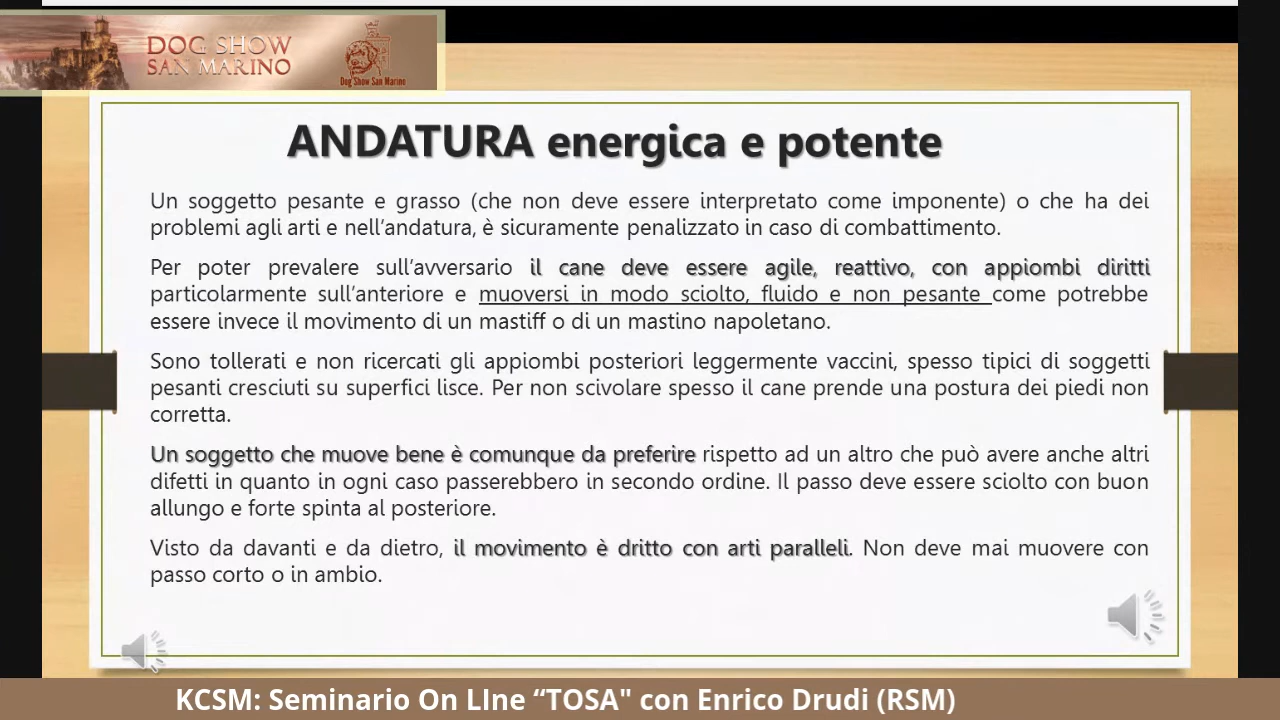 DOG SHOW
SAN MARINO
Dog Show San Marino
ANDATURA energica e potente
Un soggetto pesante e grasso (che non deve essere interpretato come imponente) o che ha dei
problemi agli arti e nell’andatura, è sicuramente penalizzato in caso di combattimento.
Per poter prevalere sull’avversario il cane deve essere agile, reattivo, con appiombi diritti
particolarmente sull’anteriore e muoversi in modo sciolto, fluido e non pesante come potrebbe
essere invece il movimento di un mastiff o di un mastino napoletano.
Sono tollerati e non ricercati gli appiombi posteriori leggermente vaccini, spesso tipici di soggetti
pesanti cresciuti su superfici lisce. Per non scivolare spesso il cane prende una postura dei piedi non
corretta.
Un soggetto che muove bene è comunque da preferire rispetto ad un altro che può avere anche altri
difetti in quanto in ogni caso passerebbero in secondo ordine. Il passo deve essere sciolto con buon
allungo e forte spinta al posteriore.
Visto da davanti e da dietro, il movimento è dritto con arti paralleli. Non deve mai muovere con
passo corto o in ambio.
KCSM: Seminario On LIne “TOSA" con Enrico Drudi (RSM)